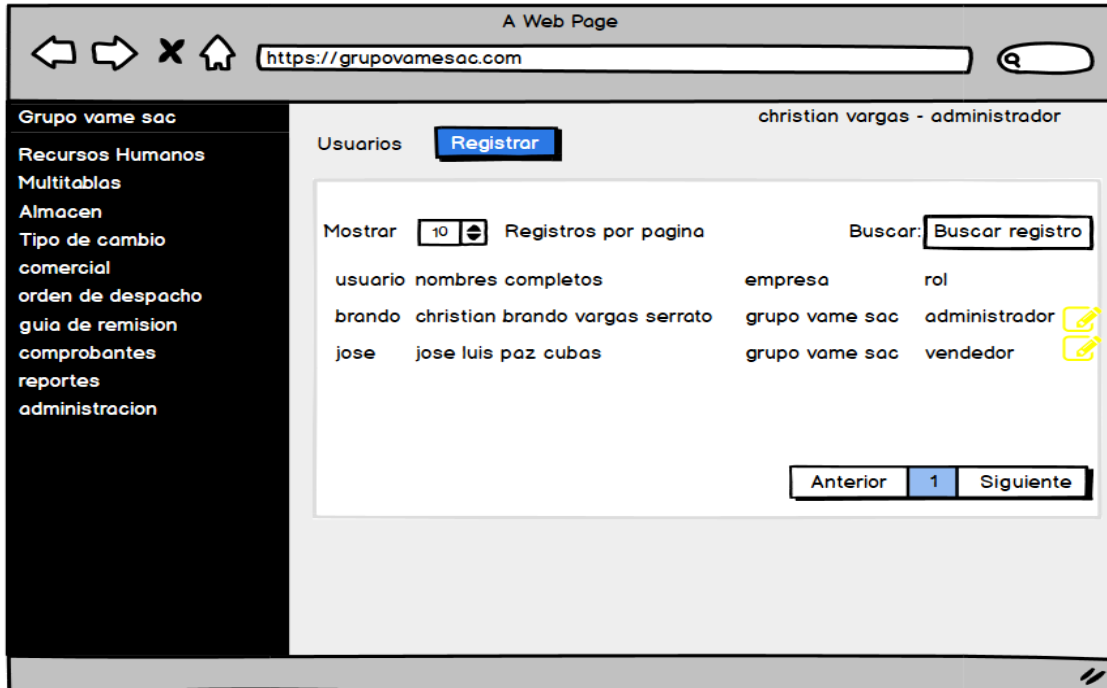 A Web Page
https://grupovamesac.com
Grupo vame sac
Recursos Humanos
Multitablas
Almacen
Tipo de cambio
comercial
orden de despacho
guia de remision
comprobantes
reportes
administracion
christian vargas - administrador
Usuarios Registrar
Mostrar 10 Registros por pagina Buscar: Buscar registro
usuario nombres completos empresa rol
brando christian brando vargas serrato grupo vame sac administrador
jose jose luis paz cubas grupo vame sac vendedor
Anterior 1 Siguiente